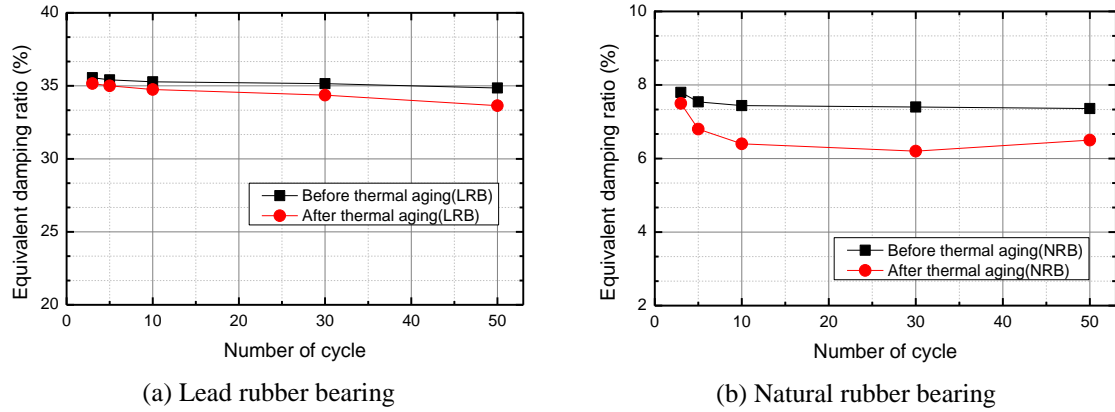 40
35
35
35
20
Equivalent damping ratio (%)
Before thermal aging(LRB)
After thermal aging(LRB)
0 10 20 30 40 50
Number of cycle
(a) Lead rubber bearing
10
8
6
4
2
Equivalent damping ratio (%)
Before thermal aging(NRB)
After thermal aging(NRB)
0 10 20 30 40 50
Number of cycle
(b) Natural rubber bearing